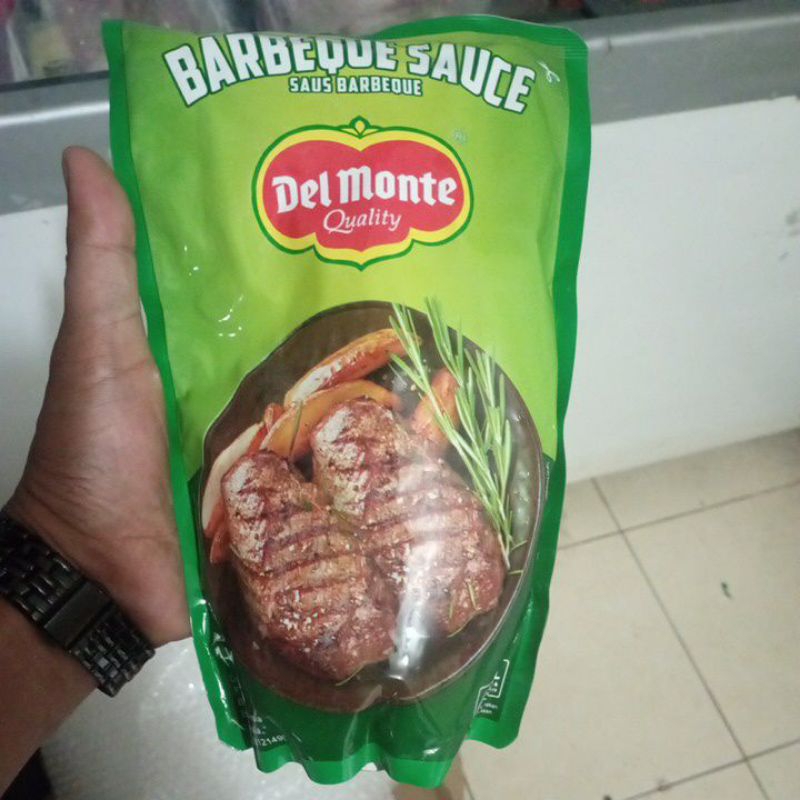 BARBEQUE SAUCE
SAUS BARBEQUE
Del Monte
Quality